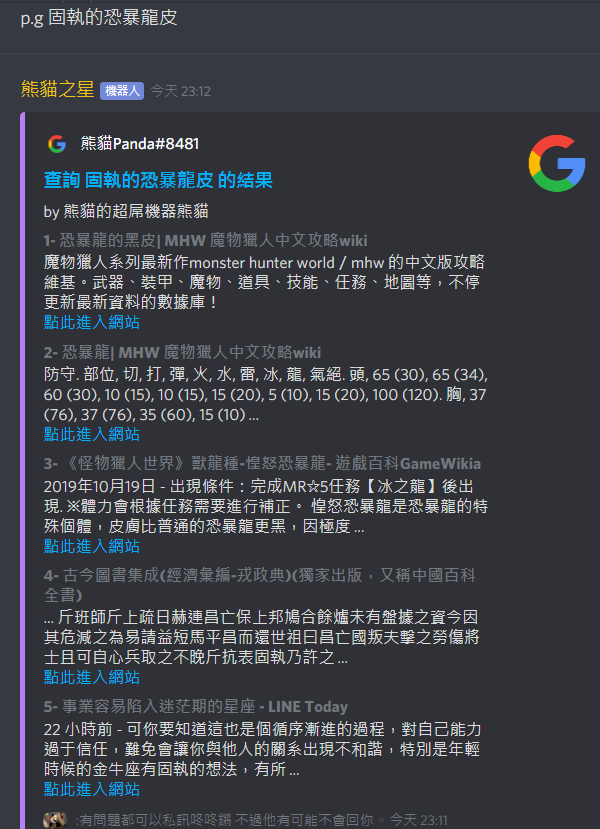 p.g 固執的恐暴龍皮
熊貓之星 機器人 今天 23:12
熊貓Panda#8481
查詢 固執的恐暴龍皮 的結果
by 熊貓的超屌機器熊貓
1- 恐暴龍的黑皮| MHW 魔物獵人中文攻略wiki
魔物獵人系列最新作monster hunter world / mhw 的中文版攻略
維基。武器、裝甲、魔物、道具、技能、任務、地圖等，不停
更新最新資料的數據庫！
點此進入網站
2- 恐暴龍| MHW 魔物獵人中文攻略wiki
防守. 部位, 切, 打, 彈, 火, 水, 雷, 冰, 龍, 氣絕. 頭, 65 (30), 65 (34),
60 (30), 10 (15), 10 (15), 15 (20), 5 (10), 15 (20), 100 (120). 胸, 37
(76), 37 (76), 35 (60), 15 (10) ...
點此進入網站
3- 《怪物獵人世界》獸龍種-惶怒恐暴龍- 遊戲百科GameWikia
2019年10月19日 - 出現條件：完成MR☆5任務【冰之龍】後出
現. ※體力會根據任務需要進行補正。 惶怒恐暴龍是恐暴龍的特
殊個體，皮膚比普通的恐暴龍更黑，因極度 ...
點此進入網站
4- 古今圖書集成(經濟彙編-戎政典)(獨家出版，又稱中國百科
全書)
... 斤班師斤上疏日赫連昌亡保上邦鳩合餘爐未有盤據之資今因
其危減之為易請益短馬平昌而還世祖曰昌亡國叛夫擊之勞傷將
士且可自心兵取之不晚斤抗表固執乃許之 ...
點此進入網站
5- 事業容易陷入迷茫期的星座 - LINE Today
22 小時前 - 可你要知道這也是個循序漸進的過程，對自己能力
過于信任，難免會讓你與他人的關系出現不和諧，特別是年輕
時候的金牛座有固執的想法，有所 ...
點此進入網站
:有問題都可以私訊咚咚鏘 不過他有可能不會回你 • 今天 23:11